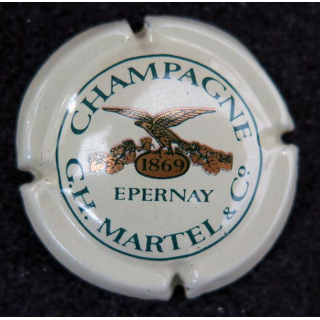 CHAMPAGNE
1869
EPERNAY
G.H. MARTEL & Co